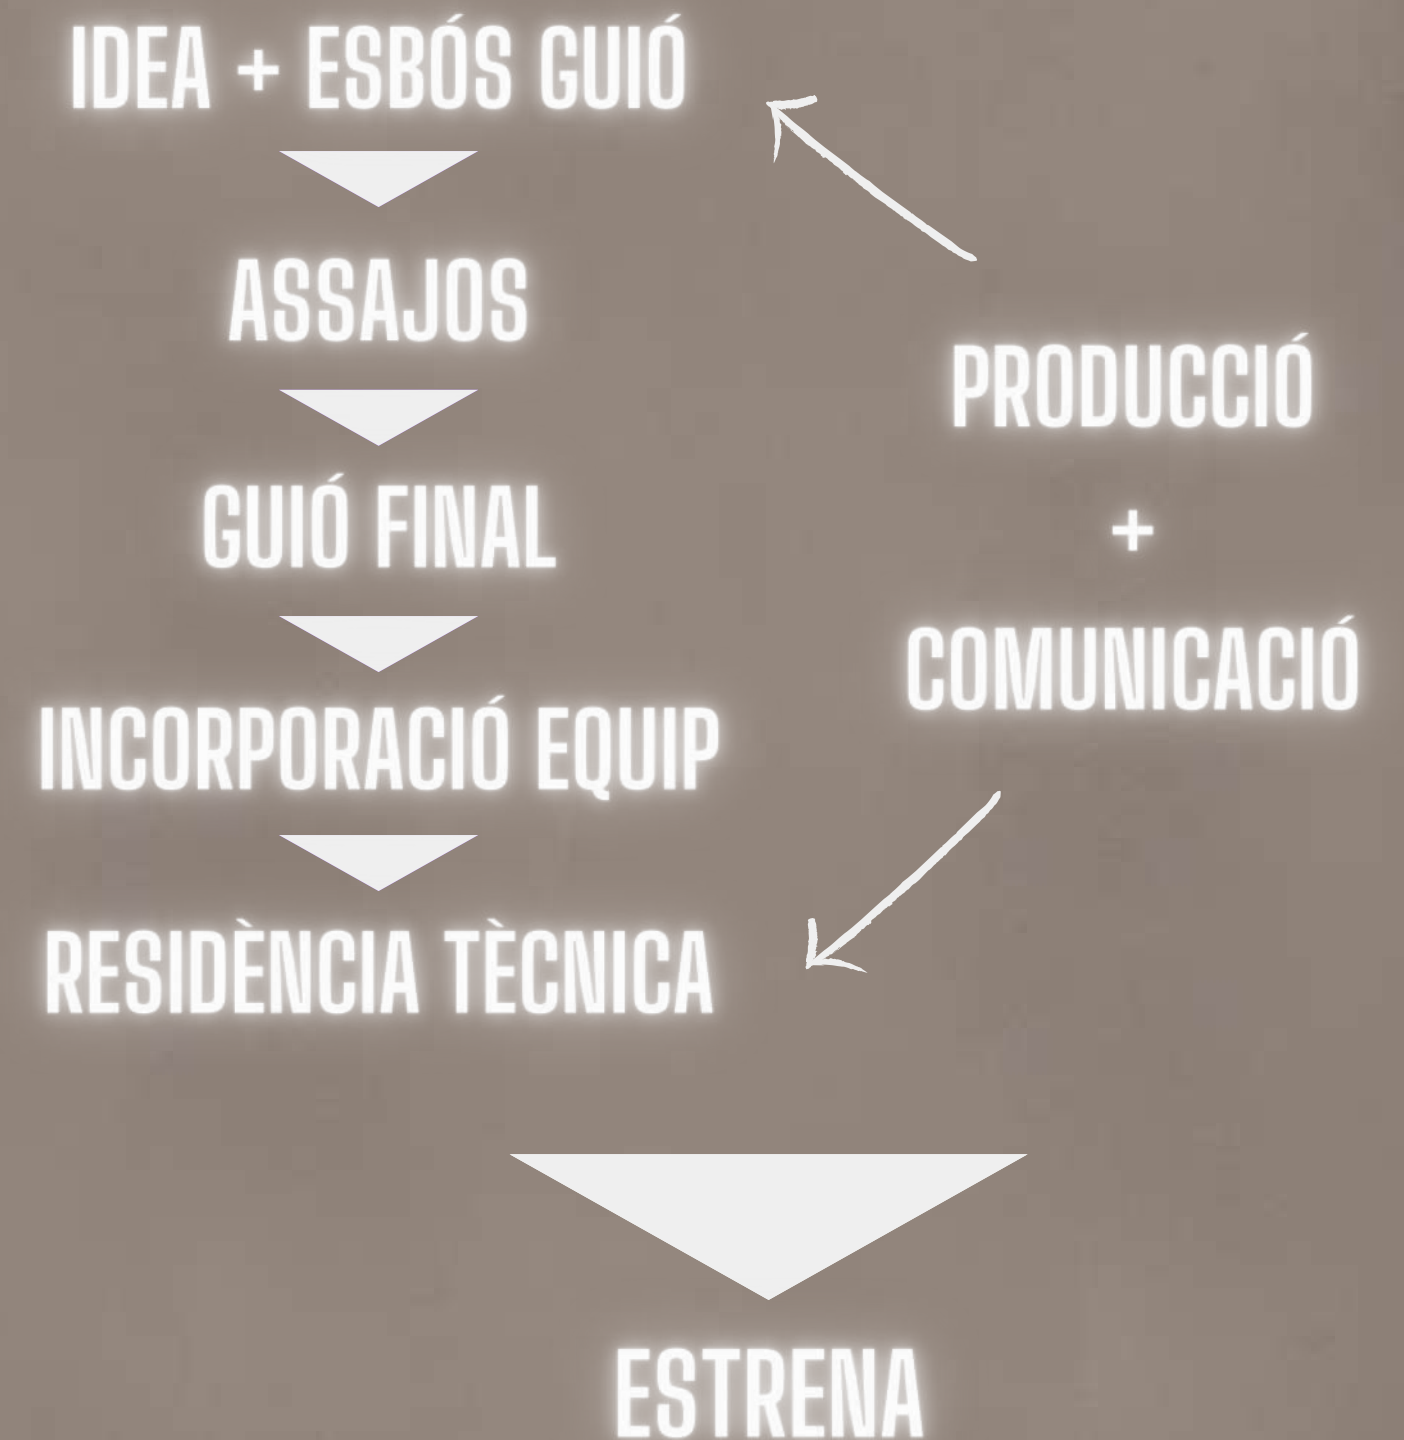 IDEA + ESBÓS GUIÓ
ASSAJOS
GUIÓ FINAL
INCORPORACIÓ EQUIP
RESIDÈNCIA TÈCNICA
PRODUCCIÓ
+
COMUNICACIÓ
ESTRENA